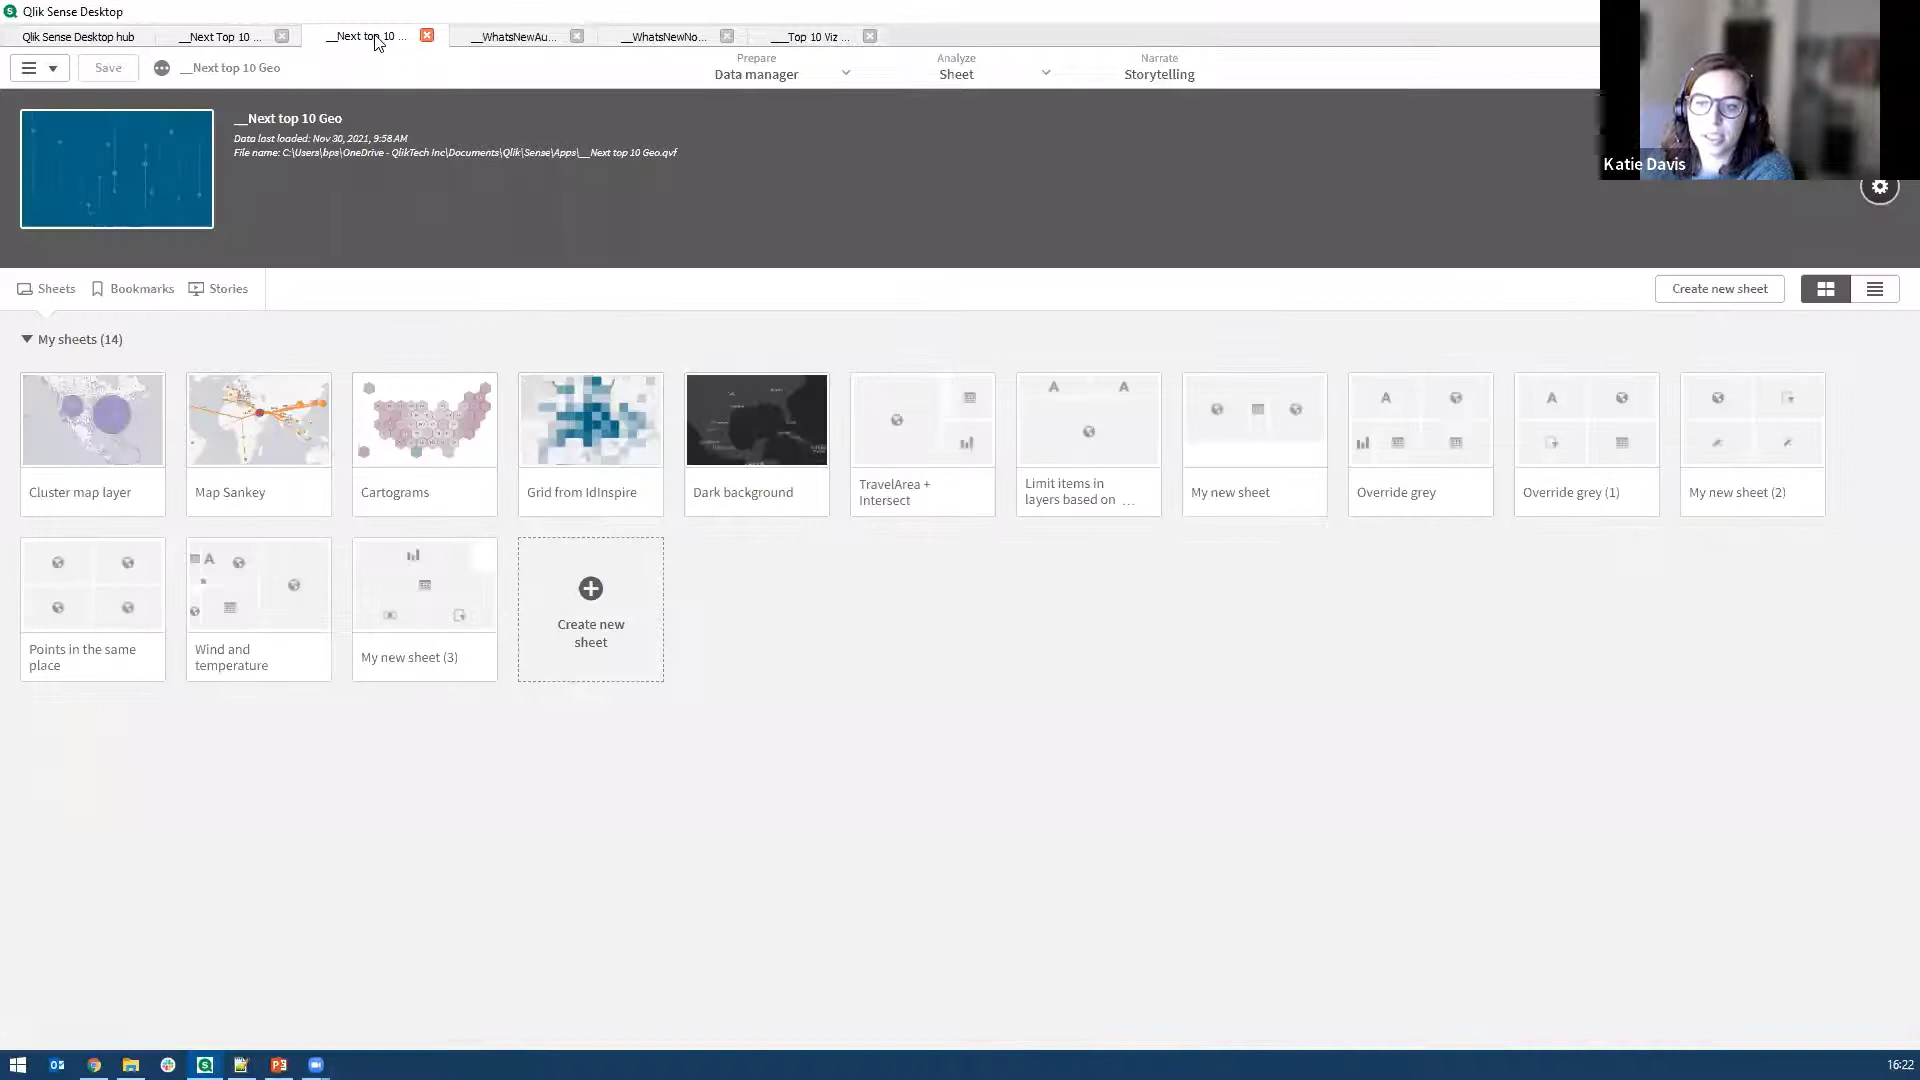 Qlik Sense Desktop
Qlik Sense Desktop hub
__Next Top 10 ...
__Next top 10 ...
__WhatsNewAu...
__WhatsNewNo...
___Top 10 Viz ...
Save
__Next top 10 Geo
Prepare
Data manager
Analyze
Sheet
Narrate
Storytelling
Katie Davis
__Next top 10 Geo
Data last loaded: Nov 30, 2021, 9:58 AM
File name: C:\Users\bps\OneDrive - QlikTech Inc\Documents\Qlik\Sense\Apps\__Next top 10 Geo.qvf
Sheets
Bookmarks
Stories
Create new sheet
My sheets (14)
Cluster map layer
Map Sankey
Cartograms
Grid from IdInspire
Dark background
TravelArea +
Intersect
Limit items in
layers based on ...
My new sheet
Override grey
Override grey (1)
My new sheet (2)
Points in the same
place
Wind and
temperature
My new sheet (3)
Create new
sheet
16:22